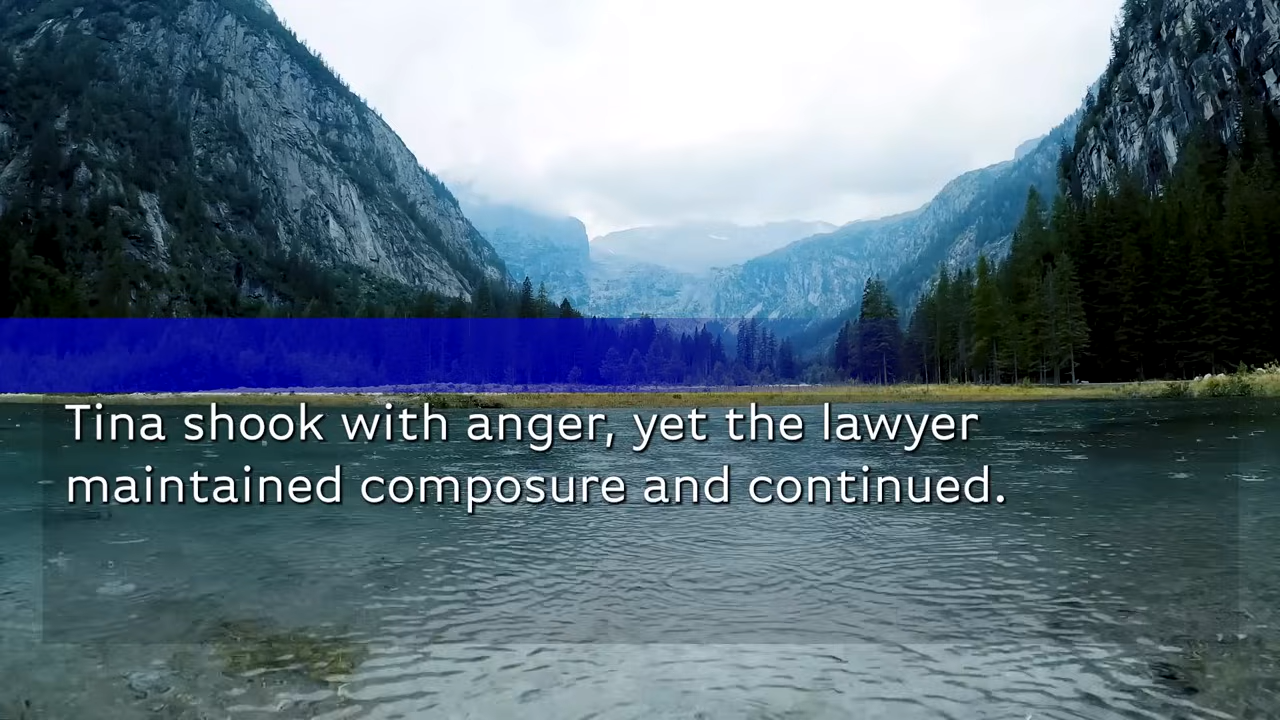 Tina shook with anger, yet the lawyer
maintained composure and continued.